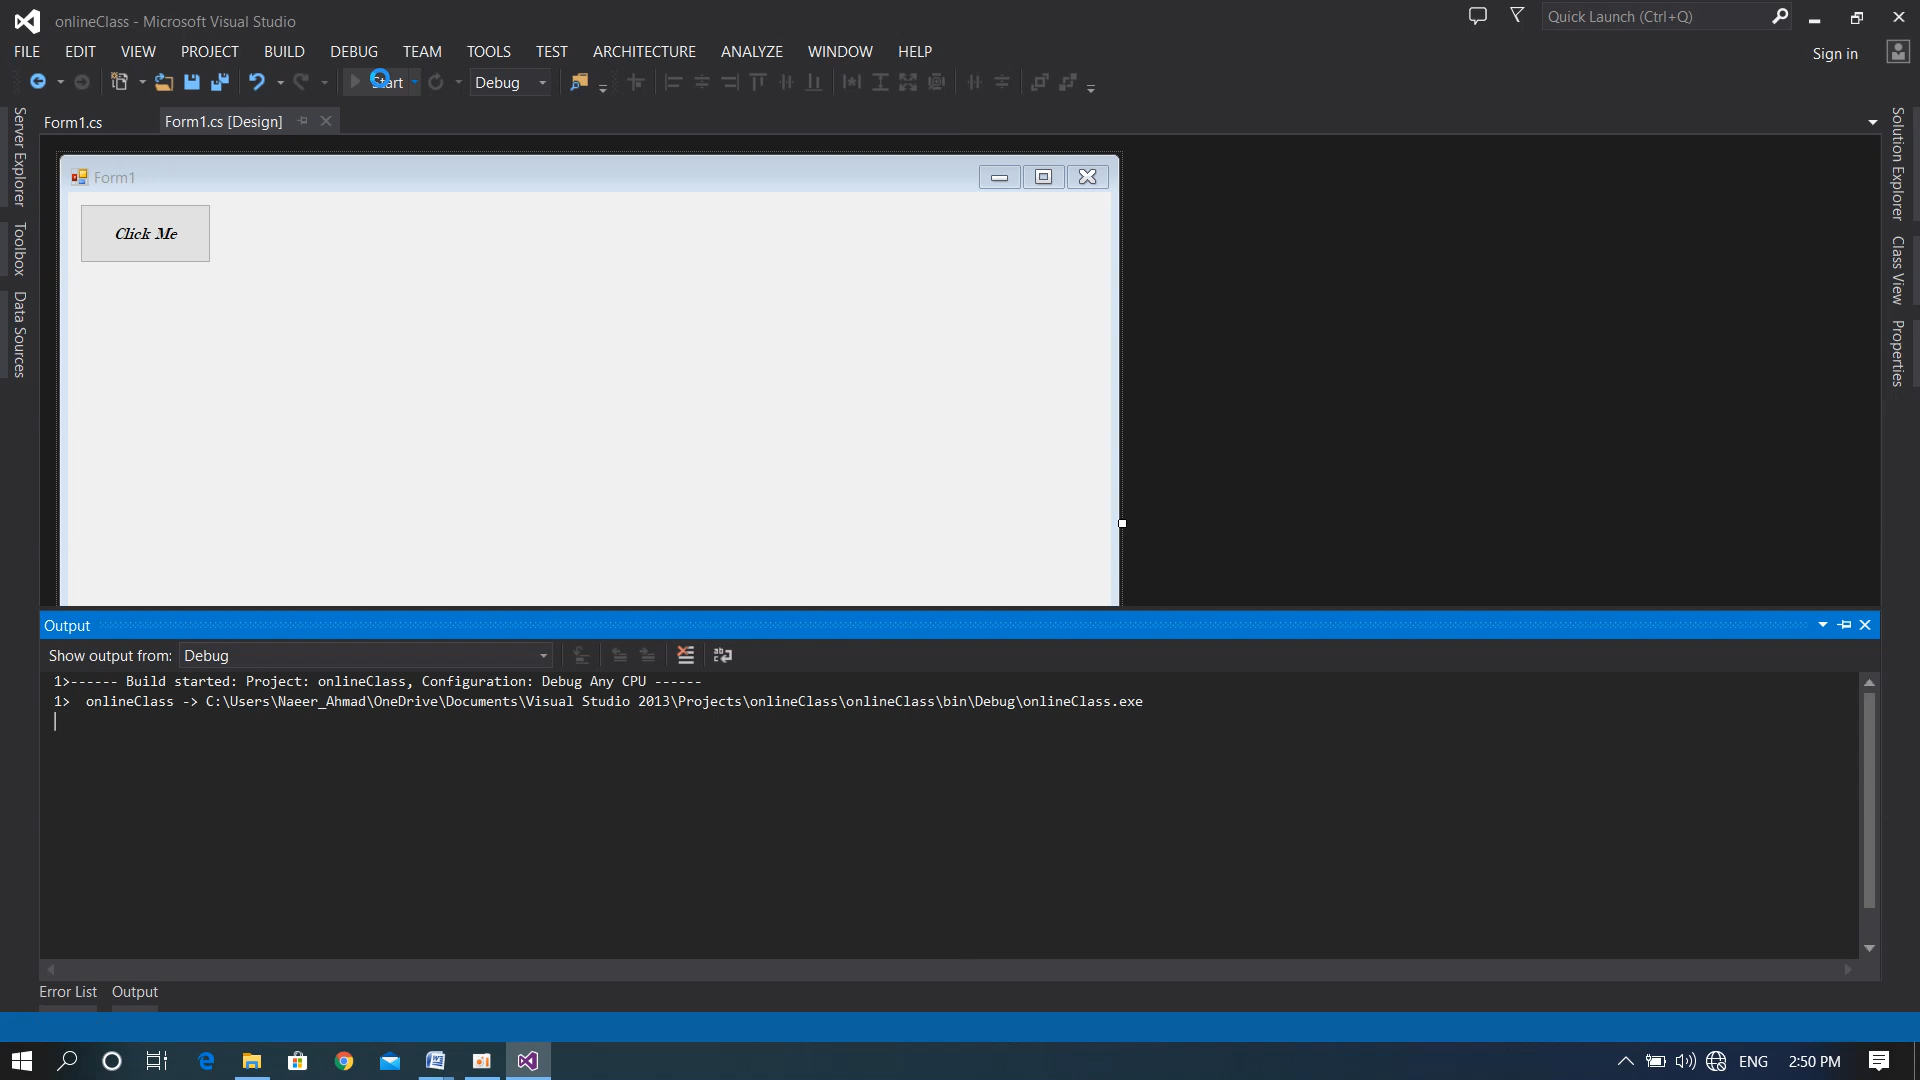 onlineClass - Microsoft Visual Studio
Quick Launch (Ctrl+Q)
FILE EDIT VIEW PROJECT BUILD DEBUG TEAM TOOLS TEST ARCHITECTURE ANALYZE WINDOW HELP
Sign in
Start
Debug
Form1.cs
Form1.cs [Design]
Server Explorer
Toolbox
Data Sources
Form1
Click Me
Solution Explorer
Class View
Properties
Output
Show output from: Debug
1>------ Build started: Project: onlineClass, Configuration: Debug Any CPU ------
1>  onlineClass -> C:\Users\Naeer_Ahmad\OneDrive\Documents\Visual Studio 2013\Projects\onlineClass\onlineClass\bin\Debug\onlineClass.exe
Error List Output
ENG 2:50 PM